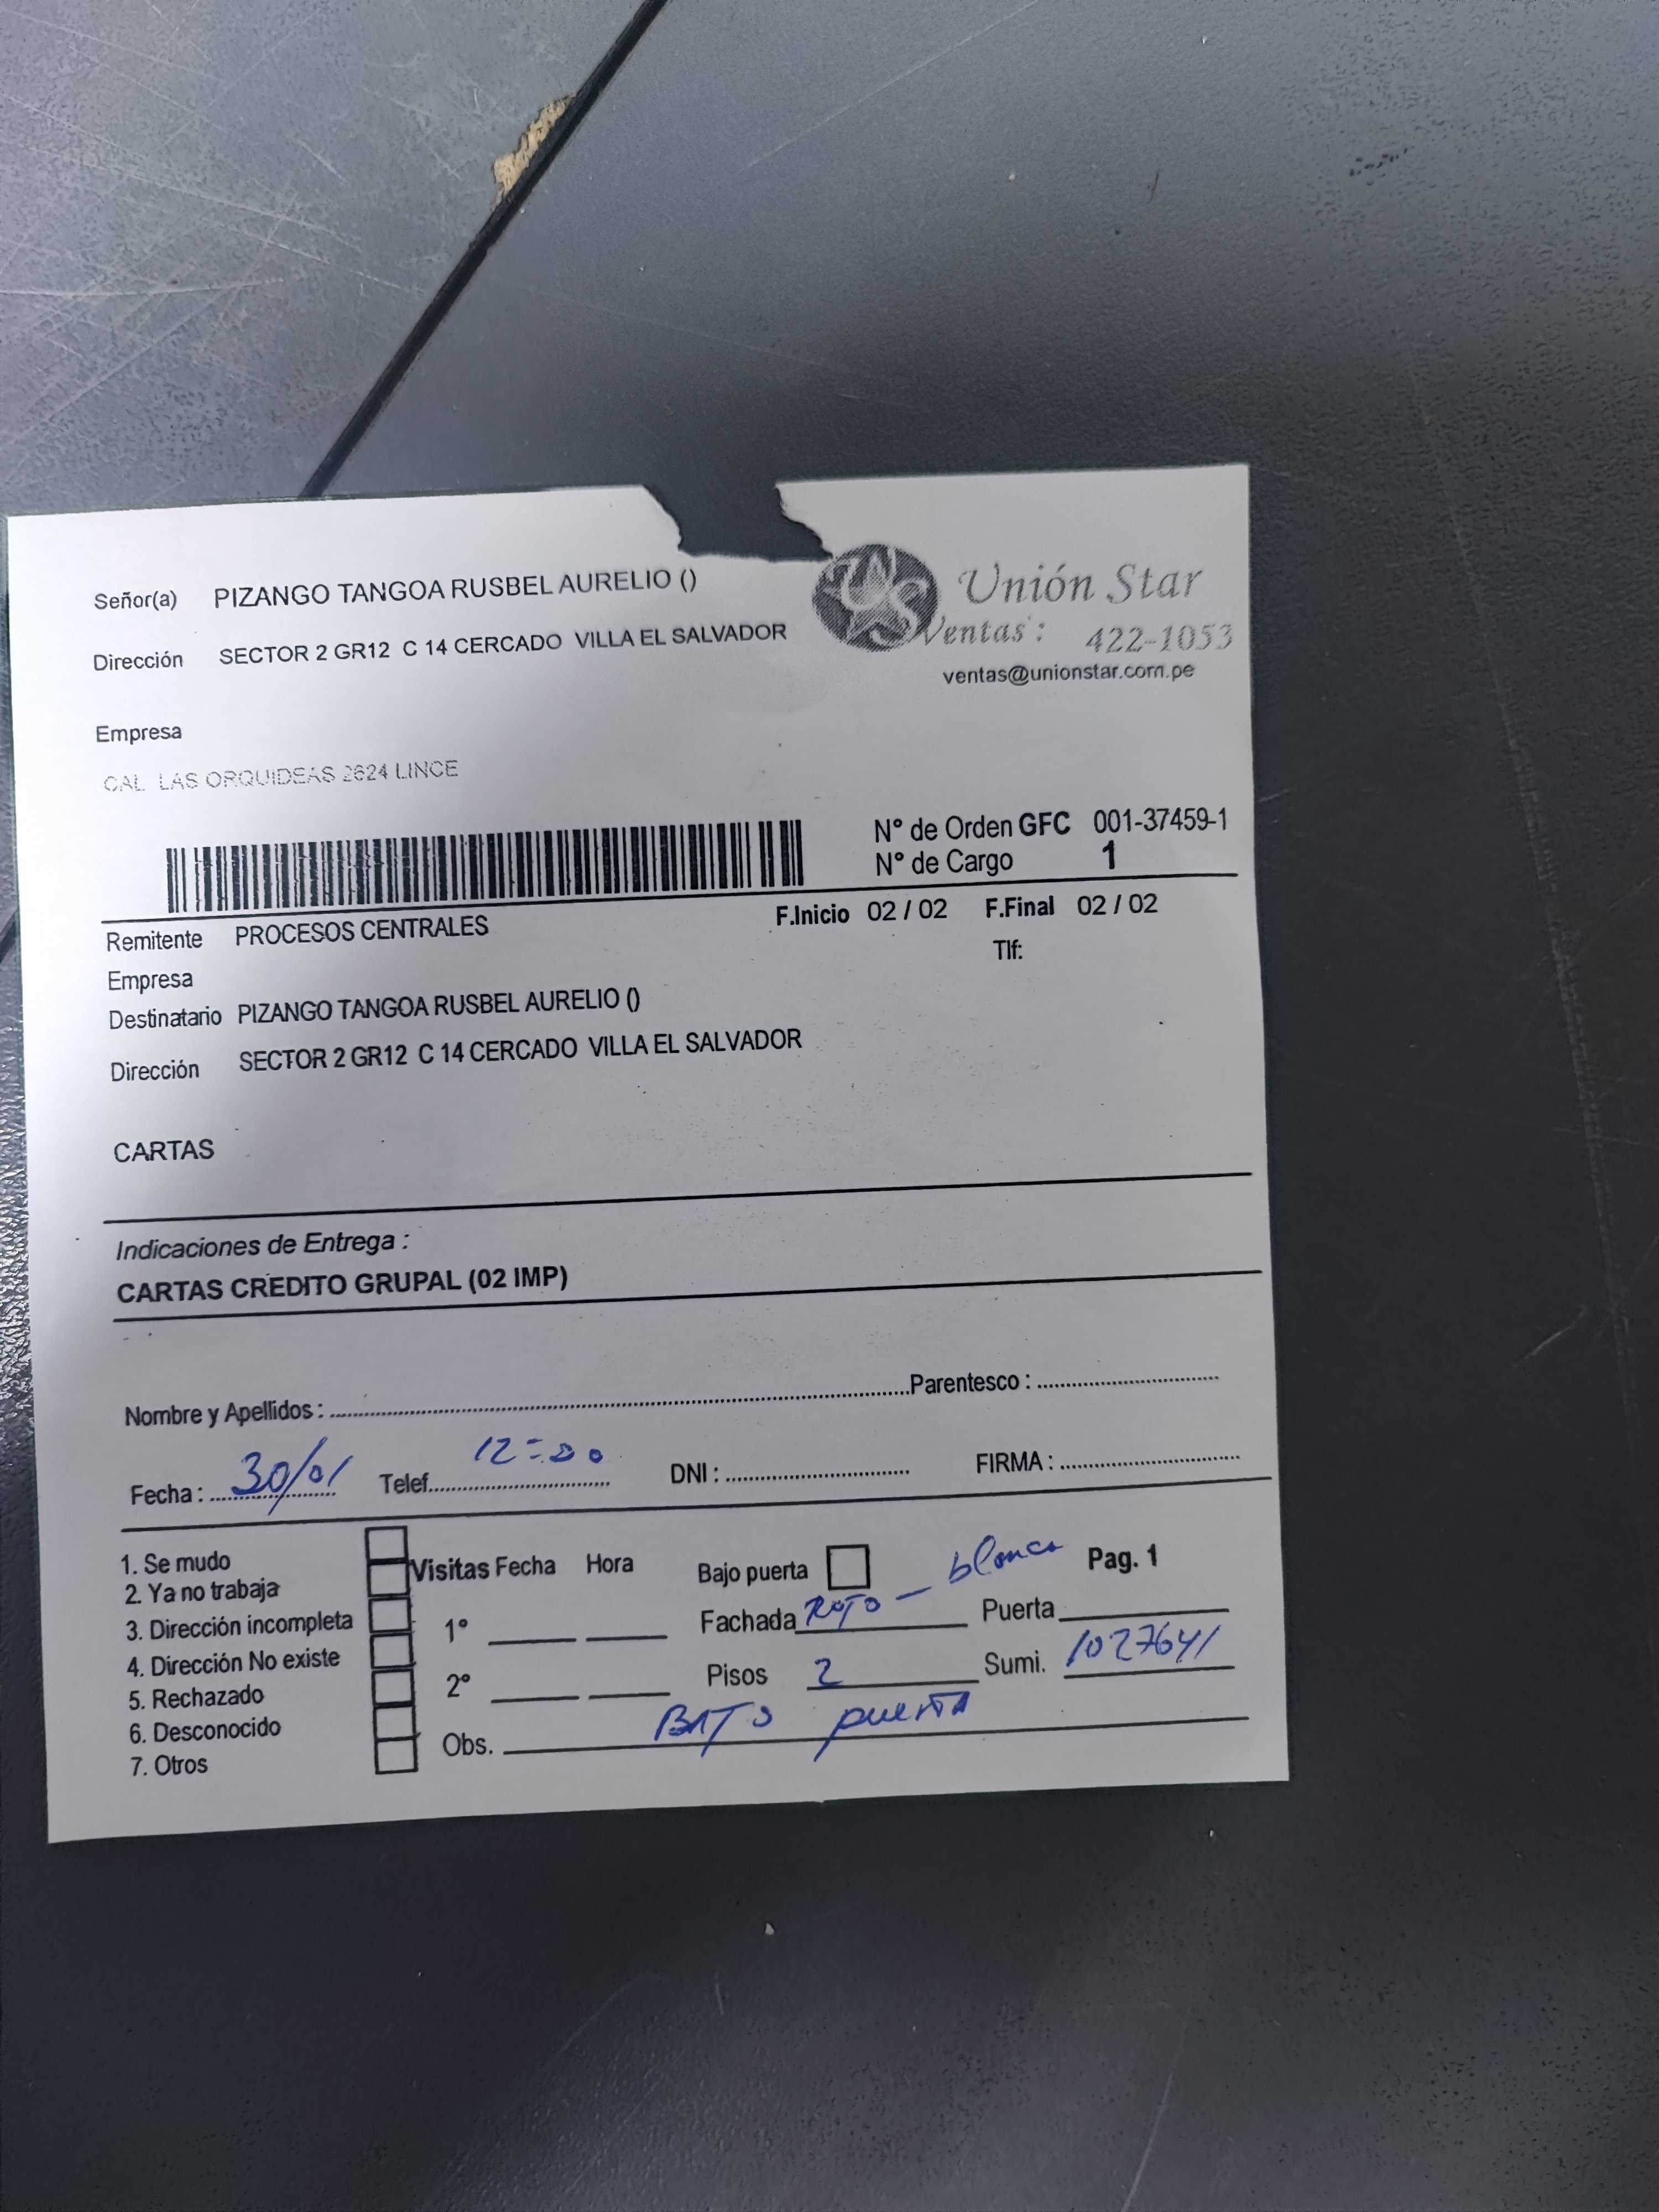 Señor(a) PIZANGO TANGOA RUSBEL AURELIO ()
Dirección SECTOR 2 GR12 C 14 CERCADO VILLA EL SALVADOR
Unión Star
Ventas: 422-1053
ventas@unionstar.com.pe
Empresa
CAL LAS ORQUIDEAS 2624 LINCE
N° de Orden GFC 001-37459-1
N° de Cargo 1
Remitente PROCESOS CENTRALES F.Inicio 02 / 02 F.Final 02 / 02
Empresa Tlf:
Destinatario PIZANGO TANGOA RUSBEL AURELIO ()
Dirección SECTOR 2 GR12 C 14 CERCADO VILLA EL SALVADOR
CARTAS
Indicaciones de Entrega :
CARTAS CREDITO GRUPAL (02 IMP)
Nombre y Apellidos : Parentesco :
Fecha : 30/01 Telef. 12=00 DNI : FIRMA :
1. Se mudo
2. Ya no trabaja
3. Dirección incompleta
4. Dirección No existe
5. Rechazado
6. Desconocido
7. Otros
Visitas Fecha Hora
1°
2°
Bajo puerta Pag. 1
Fachada Rojo - blanca Puerta
Pisos 2 Sumi. 1027641
Obs. BAJO puerta